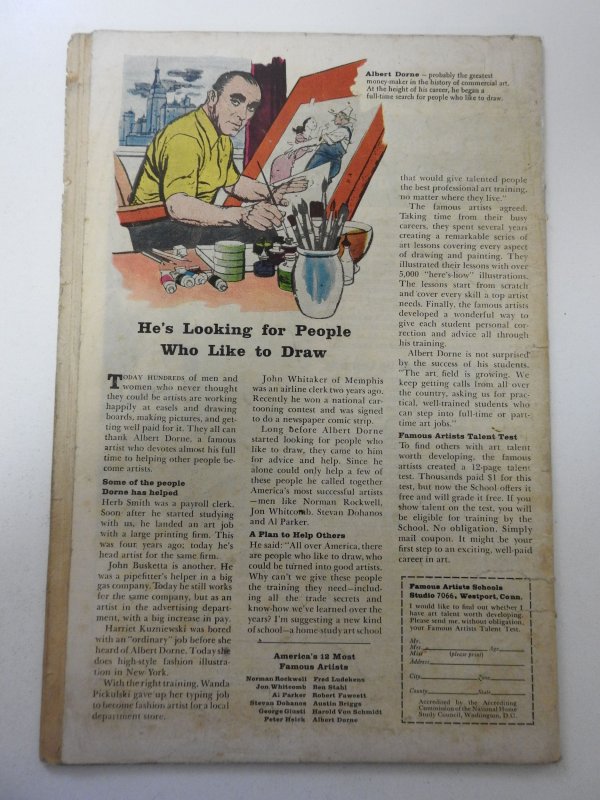 Albert Dorne – probably the greatest
money-maker in the history of commercial art.
At the height of his career, he began a
full-time search for people who like to draw.
He's Looking for People
Who Like to Draw
TODAY HUNDREDS of men and
women who never thought
they could be artists are working
happily at easels and drawing
boards, making pictures, and get-
ting well paid for it. They all can
thank Albert Dorne, a famous
artist who devotes almost his full
time to helping other people be-
come artists.
Some of the people
Dorne has helped
Herb Smith was a payroll clerk.
Soon after he started studying
with us, he landed an art job
with a large printing firm. This
was four years ago; today he's
head artist for the same firm.
John Busketta is another. He
was a pipefitter's helper in a big
gas company. Today he still works
for the same company, but as an
artist in the advertising depart-
ment, with a big increase in pay.
Harriet Kuzniewski was bored
with an "ordinary" job before she
heard of Albert Dorne. Today she
does high-style fashion illustra-
tion in New York.
With the right training, Wanda
Pickulski gave up her typing job
to become fashion artist for a local
department store.
John Whitaker of Memphis
was an airline clerk two years ago.
Recently he won a national car-
tooning contest and was signed
to do a newspaper comic strip.
Long before Albert Dorne
started looking for people who
like to draw, they came to him
for advice and help. Since he
alone could only help a few of
these people he called together
America's most successful artists
—men like Norman Rockwell,
Jon Whitcomb, Stevan Dohanos
and Al Parker.
A Plan to Help Others
He said: "All over America, there
are people who like to draw, who
could be turned into good artists.
Why can't we give these people
the training they need—includ-
ing all the trade secrets and
know-how we've learned over the
years? I'm suggesting a new kind
of school—a home study art school
America's 12 Most
Famous Artists
Norman Rockwell
Jon Whitcomb
Al Parker
Stevan Dohanos
George Giusti
Peter Helck
Fred Ludekens
Ben Stahl
Robert Fawcett
Austin Briggs
Harold Von Schmidt
Albert Dorne
that would give talented people
the best professional art training,
no matter where they live."
The famous artists agreed.
Taking time from their busy
careers, they spent several years
creating a remarkable series of
art lessons covering every aspect
of drawing and painting. They
illustrated their lessons with over
5,000 "here's-how" illustrations.
The lessons start from scratch
and cover every skill a top artist
needs. Finally, the famous artists
developed a wonderful way to
give each student personal cor-
rection and advice all through
his training.
Albert Dorne is not surprised
by the success of his students.
"The art field is growing. We
keep getting calls from all over
the country, asking us for prac-
tical, well-trained students who
can step into full-time or part-
time art jobs."
Famous Artists Talent Test
To find others with art talent
worth developing, the famous
artists created a 12-page talent
test. Thousands paid $1 for this
test, but now the School offers it
free and will grade it free. If you
show talent on the test, you will
be eligible for training by the
School. No obligation. Simply
mail coupon. It might be your
first step to an exciting, well-paid
career in art.
Famous Artists Schools
Studio 7066, Westport, Conn.
I would like to find out whether I
have art talent worth developing.
Please send me, without obligation,
your Famous Artists Talent Test.
Mr.
Mrs. Age
Miss (please print)
Address
City Zone
County State
Accredited by the Accrediting
Commission of the National Home
Study Council, Washington, D.C.